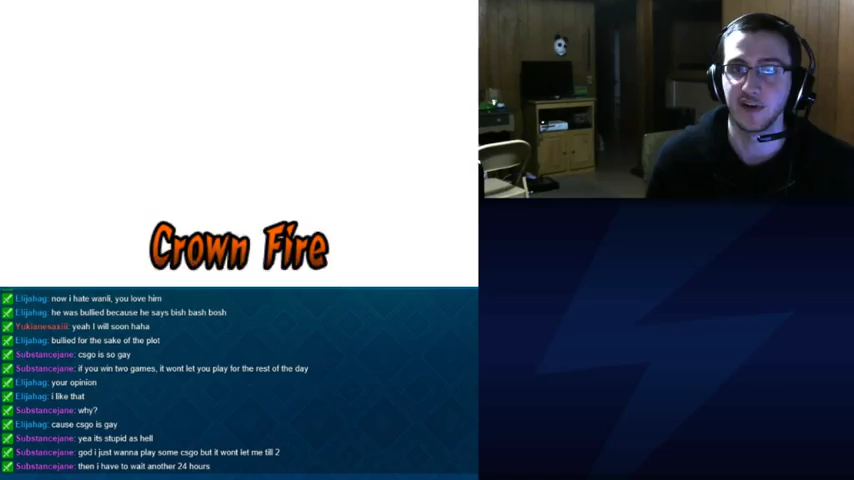 Crown Fire
Elijahag: now i hate wanli, you love him
Elijahag: he was bullied because he says bish bash bosh
Yukianesaxiii: yeah I will soon haha
Elijahag: bullied for the sake of the plot
Substancejane: csgo is so gay
Substancejane: if you win two games, it wont let you play for the rest of the day
Elijahag: your opinion
Elijahag: i like that
Substancejane: why?
Elijahag: cause csgo is gay
Substancejane: yea its stupid as hell
Substancejane: god i just wanna play some csgo but it wont let me till 2
Substancejane: then i have to wait another 24 hours